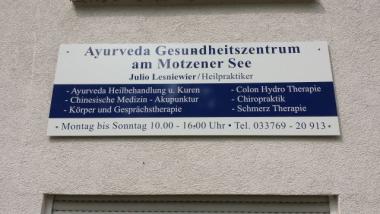 Ayurveda Gesundheitszentrum
am Motzener See
Julio Lesniewier/Heilpraktiker
- Ayurveda Heilbehandlung u. Kuren - Colon Hydro Therapie
- Chinesische Medizin - Akupunktur - Chiropraktik
- Körper und Gesprächstherapie - Schmerz Therapie
• Montag bis Sonntag 10.00 - 16:00 Uhr • Tel. 033769 - 20 913 •